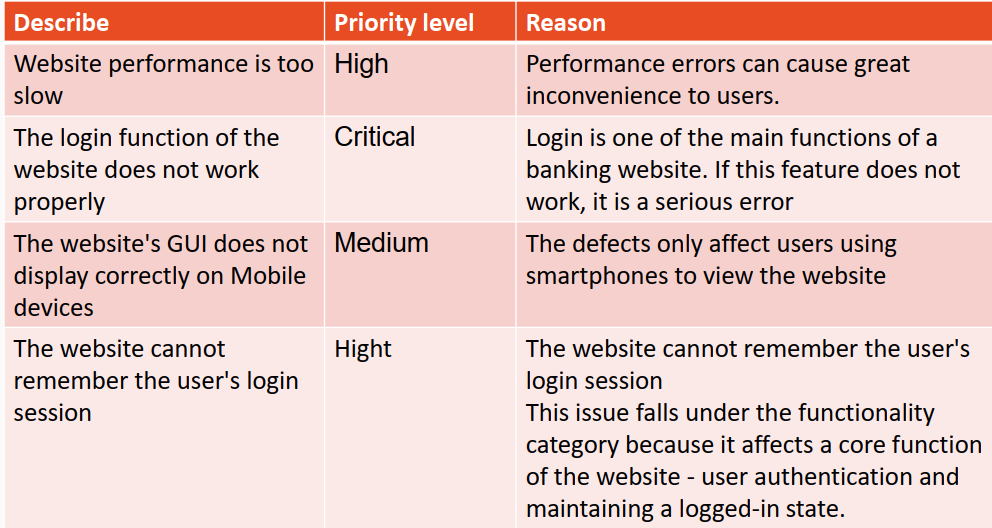 Describe
Priority level
Reason
Website performance is too
slow
High
Performance errors can cause great
inconvenience to users.
The login function of the
website does not work
properly
Critical
Login is one of the main functions of a
banking website. If this feature does not
work, it is a serious error
The website's GUI does not
display correctly on Mobile
devices
Medium
The defects only affect users using
smartphones to view the website
The website cannot
remember the user's login
session
Hight
The website cannot remember the user's
login session
This issue falls under the functionality
category because it affects a core function
of the website - user authentication and
maintaining a logged-in state.